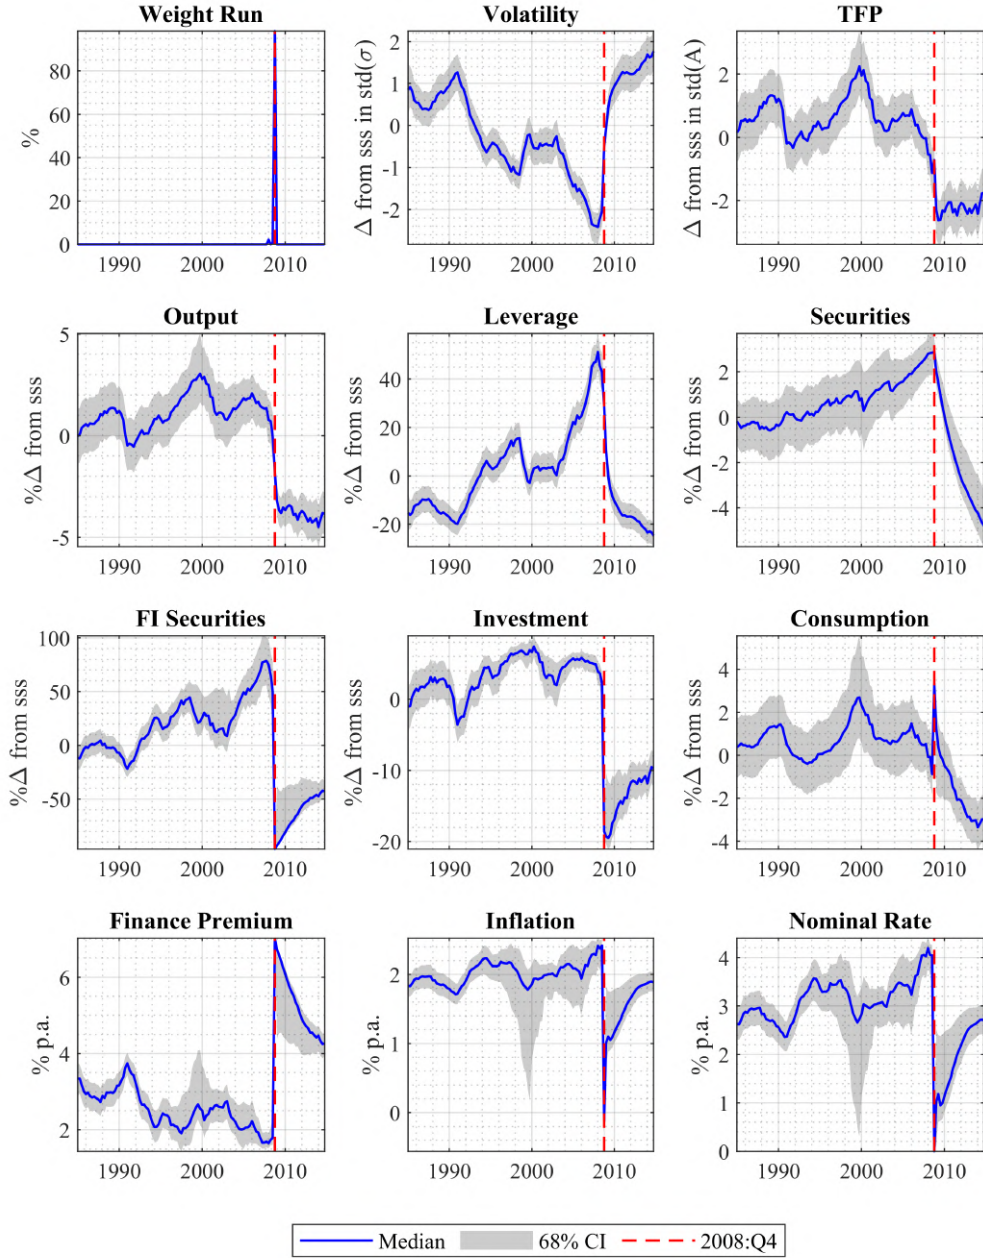 Weight Run
Volatility
TFP
%
80
60
40
20
0
1990 2000 2010
Δ from sss in std(σ)
2
1
0
-1
-2
1990 2000 2010
Δ from sss in std(A)
2
0
-2
1990 2000 2010
Output
Leverage
Securities
%Δ from sss
5
0
-5
1990 2000 2010
%Δ from sss
40
20
0
-20
1990 2000 2010
%Δ from sss
2
0
-2
-4
1990 2000 2010
FI Securities
Investment
Consumption
%Δ from sss
100
50
0
-50
1990 2000 2010
%Δ from sss
0
-10
-20
1990 2000 2010
%Δ from sss
4
2
0
-2
-4
1990 2000 2010
Finance Premium
Inflation
Nominal Rate
% p.a.
6
4
2
1990 2000 2010
% p.a.
2
1
0
1990 2000 2010
% p.a.
4
3
2
1
0
1990 2000 2010
Median 68% CI 2008:Q4